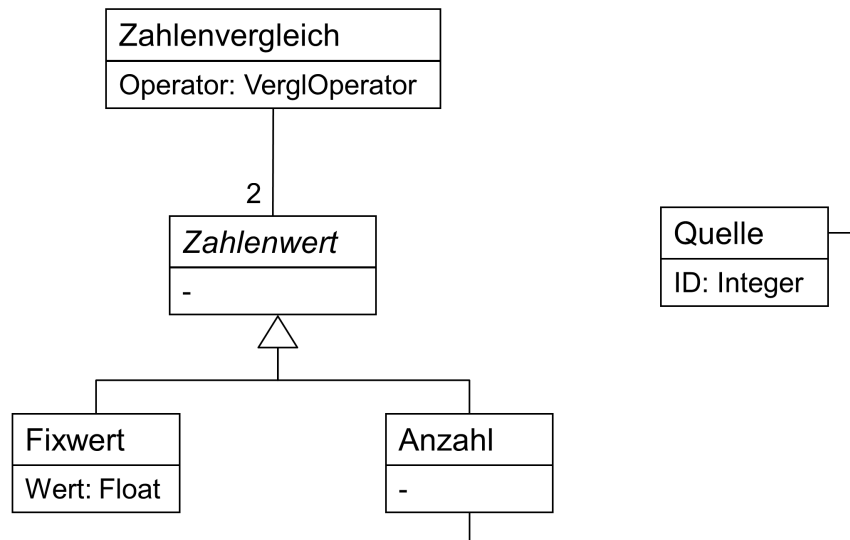 Zahlenvergleich
Operator: VerglOperator
2
Zahlenwert
-
Quelle
ID: Integer
Fixwert
Wert: Float
Anzahl
-